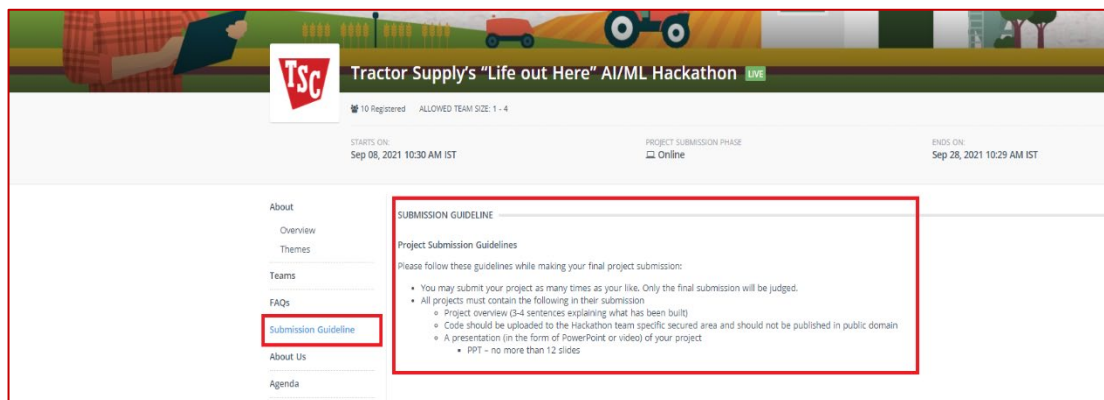 TSC
Tractor Supply's "Life out Here" AI/ML Hackathon LIVE
10 Registered ALLOWED TEAM SIZE: 1 - 4
STARTS ON: PROJECT SUBMISSION PHASE ENDS ON:
Sep 08, 2021 10:30 AM IST Online Sep 28, 2021 10:29 AM IST
About
Overview
Themes
Teams
FAQs
Submission Guideline
About Us
Agenda
SUBMISSION GUIDELINE
Project Submission Guidelines
Please follow these guidelines while making your final project submission:
• You may submit your project as many times as your like. Only the final submission will be judged.
• All projects must contain the following in their submission
o Project overview (3-4 sentences explaining what has been built)
o Code should be uploaded to the Hackathon team specific secured area and should not be published in public domain
o A presentation (in the form of PowerPoint or video) of your project
▪ PPT – no more than 12 slides